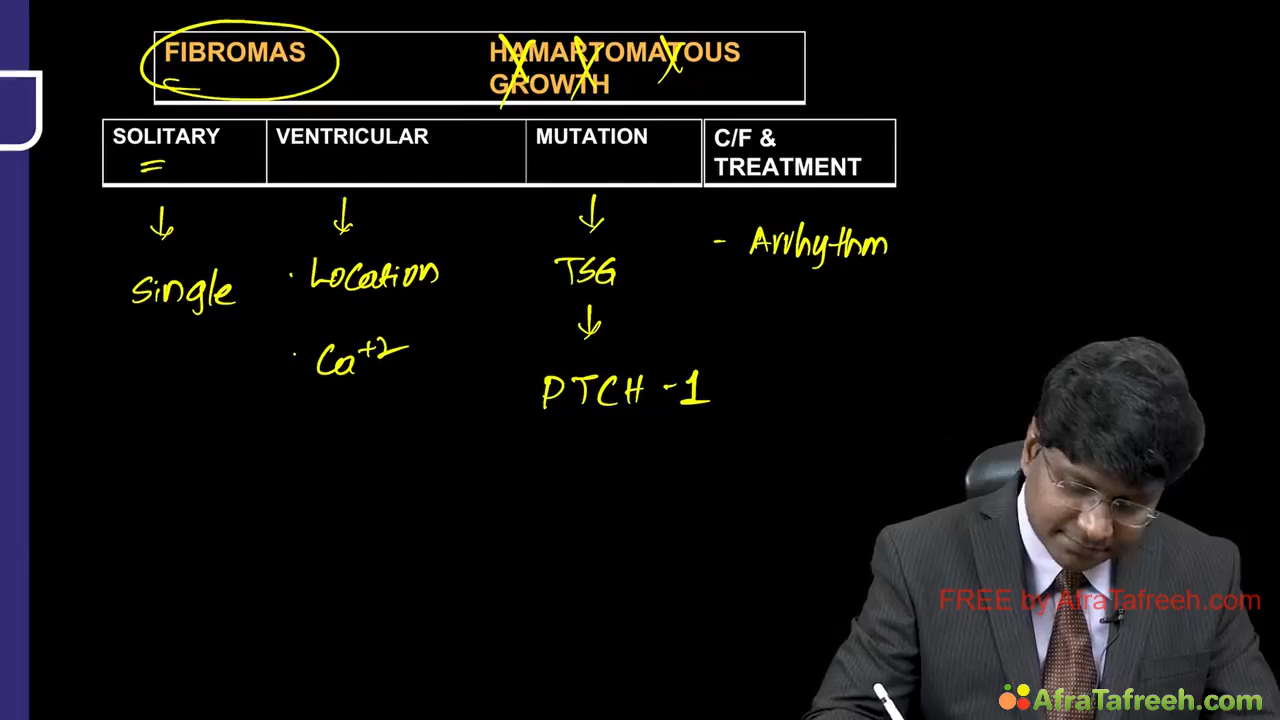 FIBROMAS
HAMARTOMATOUS
GROWTH
SOLITARY
VENTRICULAR
MUTATION
C/F &
TREATMENT
Single
· Location
· Ca+2
TSG
PTCH -1
- Arrhythm
FREE by AfraTafreeh.com
AfraTafreeh.com